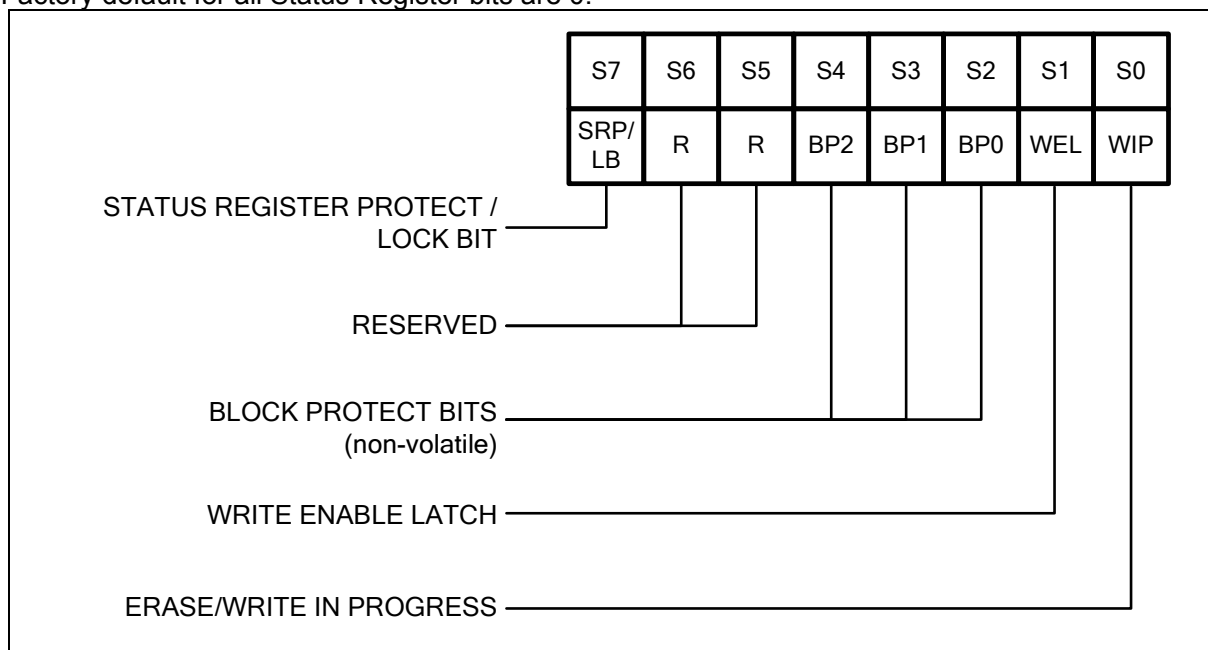 Factory default for all Status Register bits are 0.
S7 S6 S5 S4 S3 S2 S1 S0
SRP/ LB R R BP2 BP1 BP0 WEL WIP
STATUS REGISTER PROTECT /
LOCK BIT
RESERVED
BLOCK PROTECT BITS
(non-volatile)
WRITE ENABLE LATCH
ERASE/WRITE IN PROGRESS